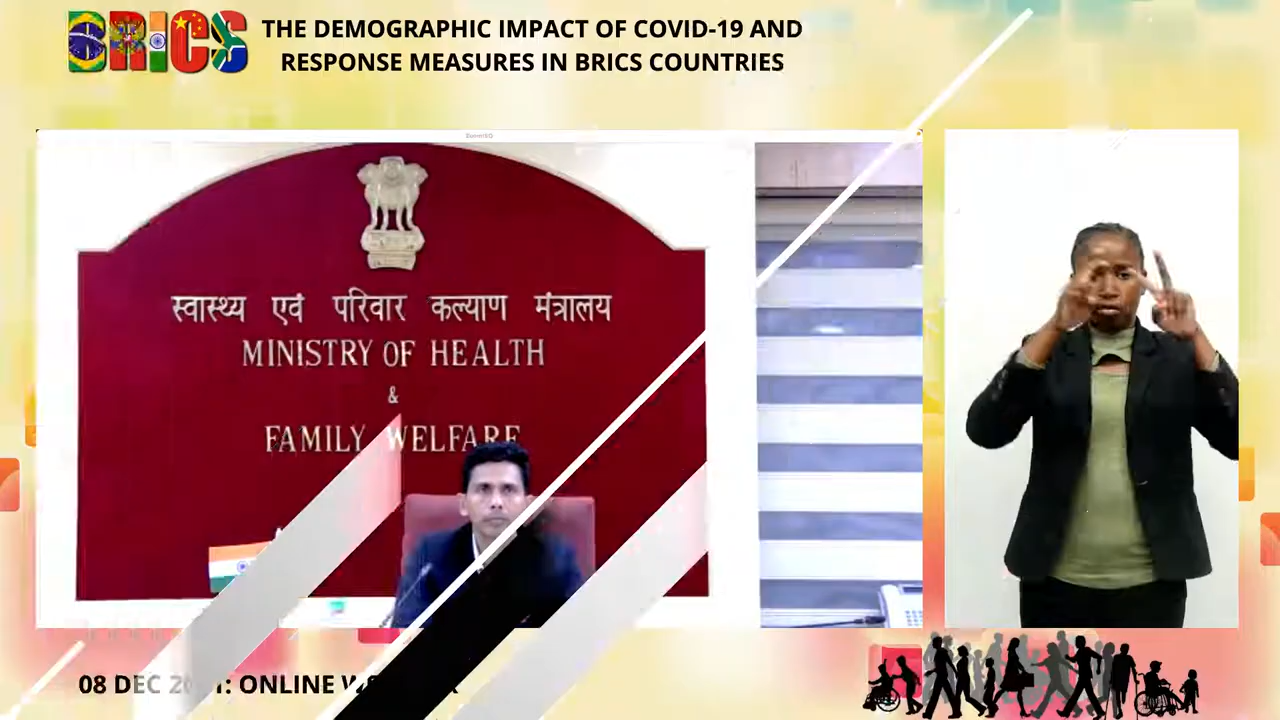 BRICS
THE DEMOGRAPHIC IMPACT OF COVID-19 AND
RESPONSE MEASURES IN BRICS COUNTRIES
स्वास्थ्य एवं परिवार कल्याण मंत्रालय
MINISTRY OF HEALTH
&
FAMILY WELFARE
08 DEC : ONLINE